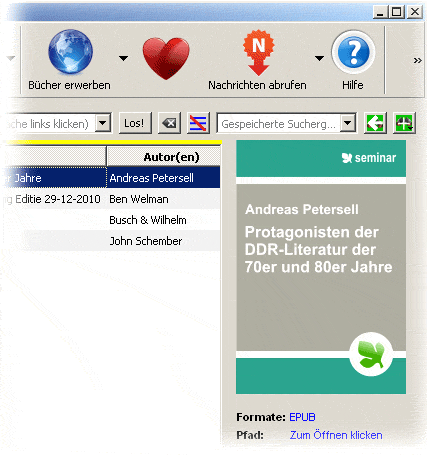 Bücher erwerben
N
Nachrichten abrufen
?
Hilfe
»
che links klicken)
Los!
Gespeicherte Sucherg...
Autor(en)
r Jahre
Andreas Petersell
g Editie 29-12-2010
Ben Welman
Busch & Wilhelm
John Schember
seminar
Andreas Petersell
Protagonisten der
DDR-Literatur der
70er und 80er Jahre
Formate: EPUB
Pfad: Zum Öffnen klicken